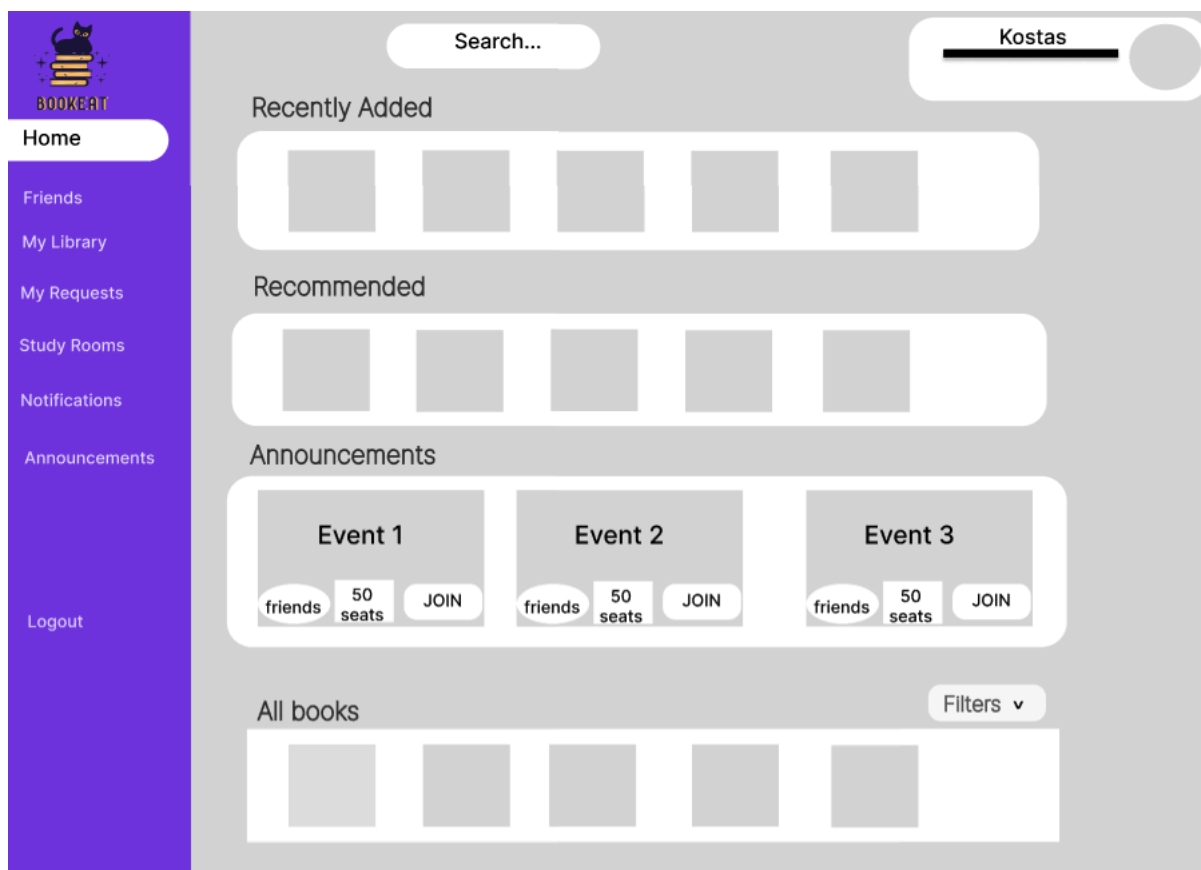 BOOKEAT
Home
Friends
My Library
My Requests
Study Rooms
Notifications
Announcements
Logout
Search...
Kostas
Recently Added
Recommended
Announcements
Event 1
friends
50
seats
JOIN
Event 2
friends
50
seats
JOIN
Event 3
friends
50
seats
JOIN
All books
Filters v